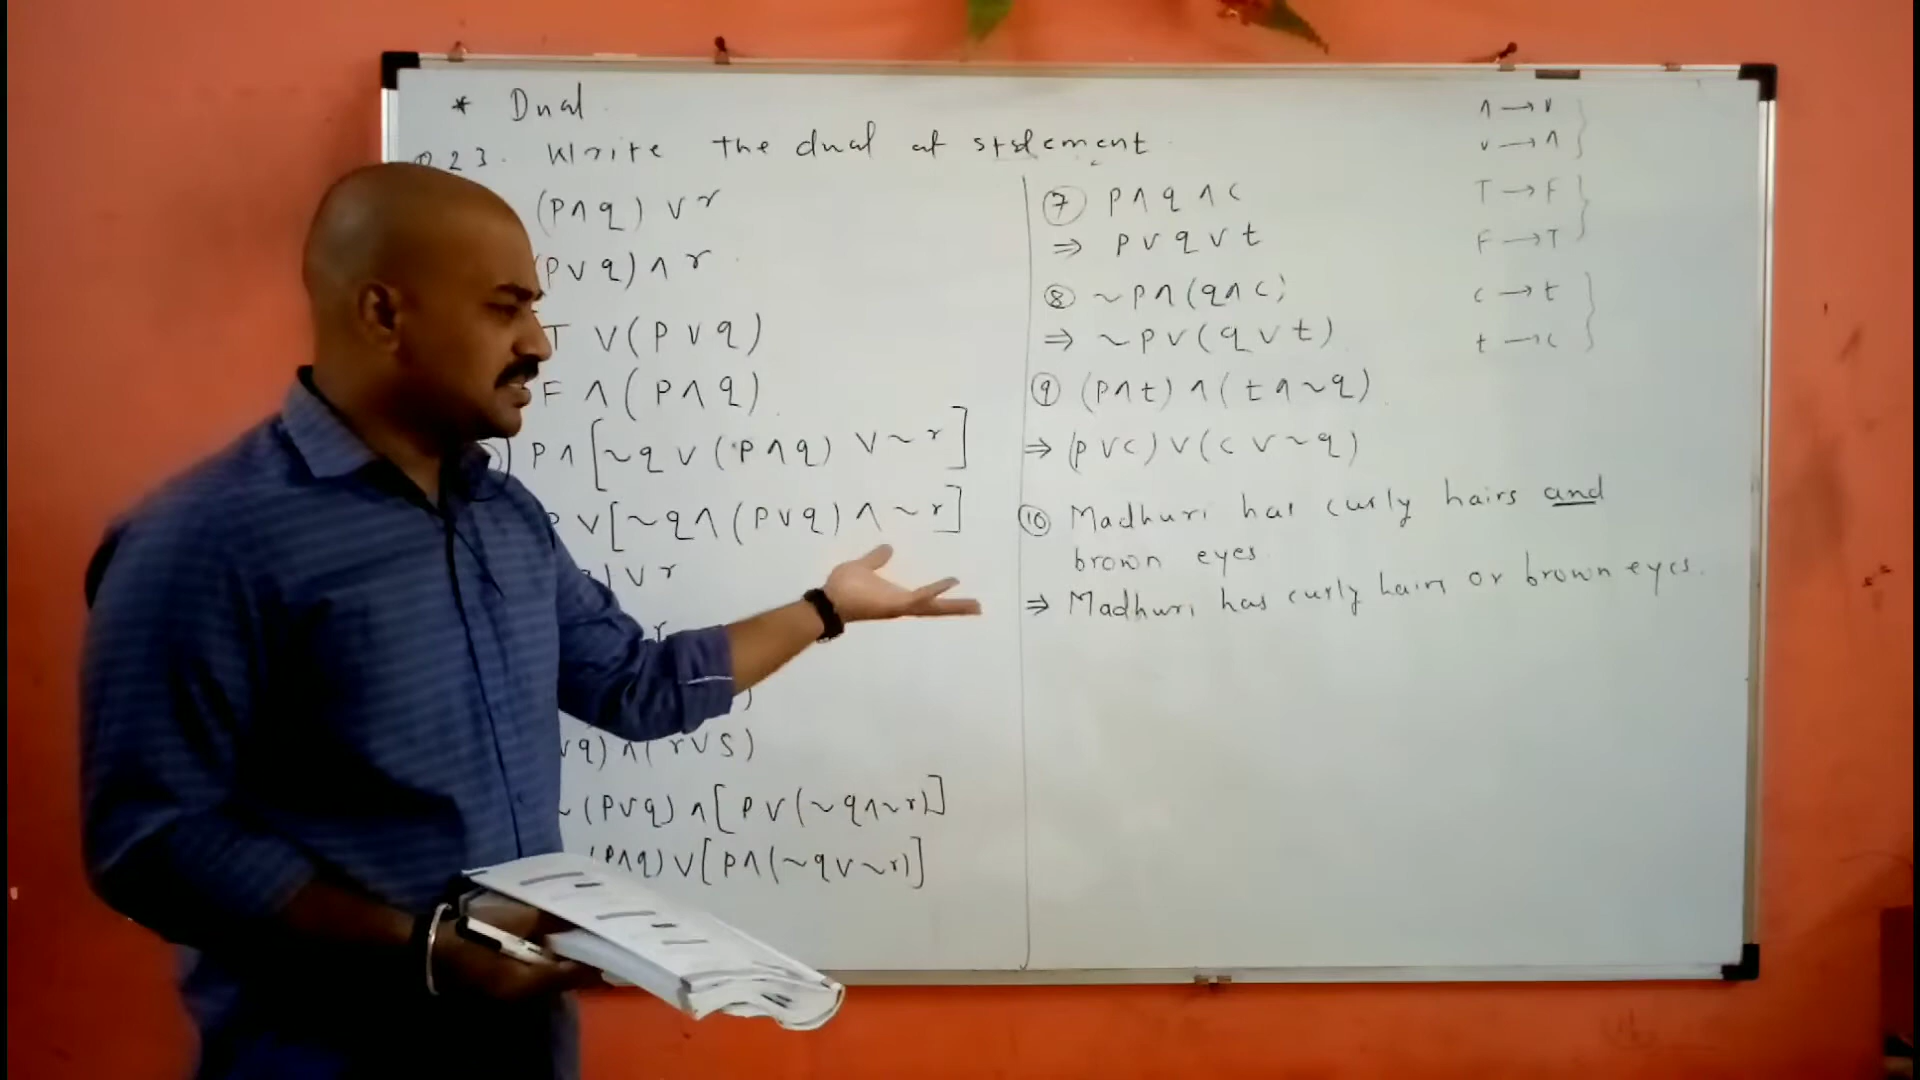 * Dual
Q.23. Write the dual of statement
(p∧q) ∨ r
(p∨q) ∧ r
T ∨ (p ∨ q)
F ∧ (p ∧ q)
p ∧ [~q ∨ (p∧q) ∨ ~r]
p ∨ [~q ∧ (p∨q) ∧ ~r]
) ∨ r
r
)
∨q) ∧ (r∨s)
~(p∨q) ∧ [p ∨ (~q∧~r)]
(p∧q) ∨ [p∧(~q∨~r)]
⑦ p ∧ q ∧ c
⇒ p ∨ q ∨ t
⑧ ~p∧(q∧c)
⇒ ~p∨(q∨t)
⑨ (p∧t) ∧ (t∧~q)
⇒ (p∨c) ∨ (c∨~q)
⑩ Madhuri has curly hairs and
brown eyes.
⇒ Madhuri has curly hairs or brown eyes.
∧ → ∨
∨ → ∧
T → F
F → T
c → t
t → c